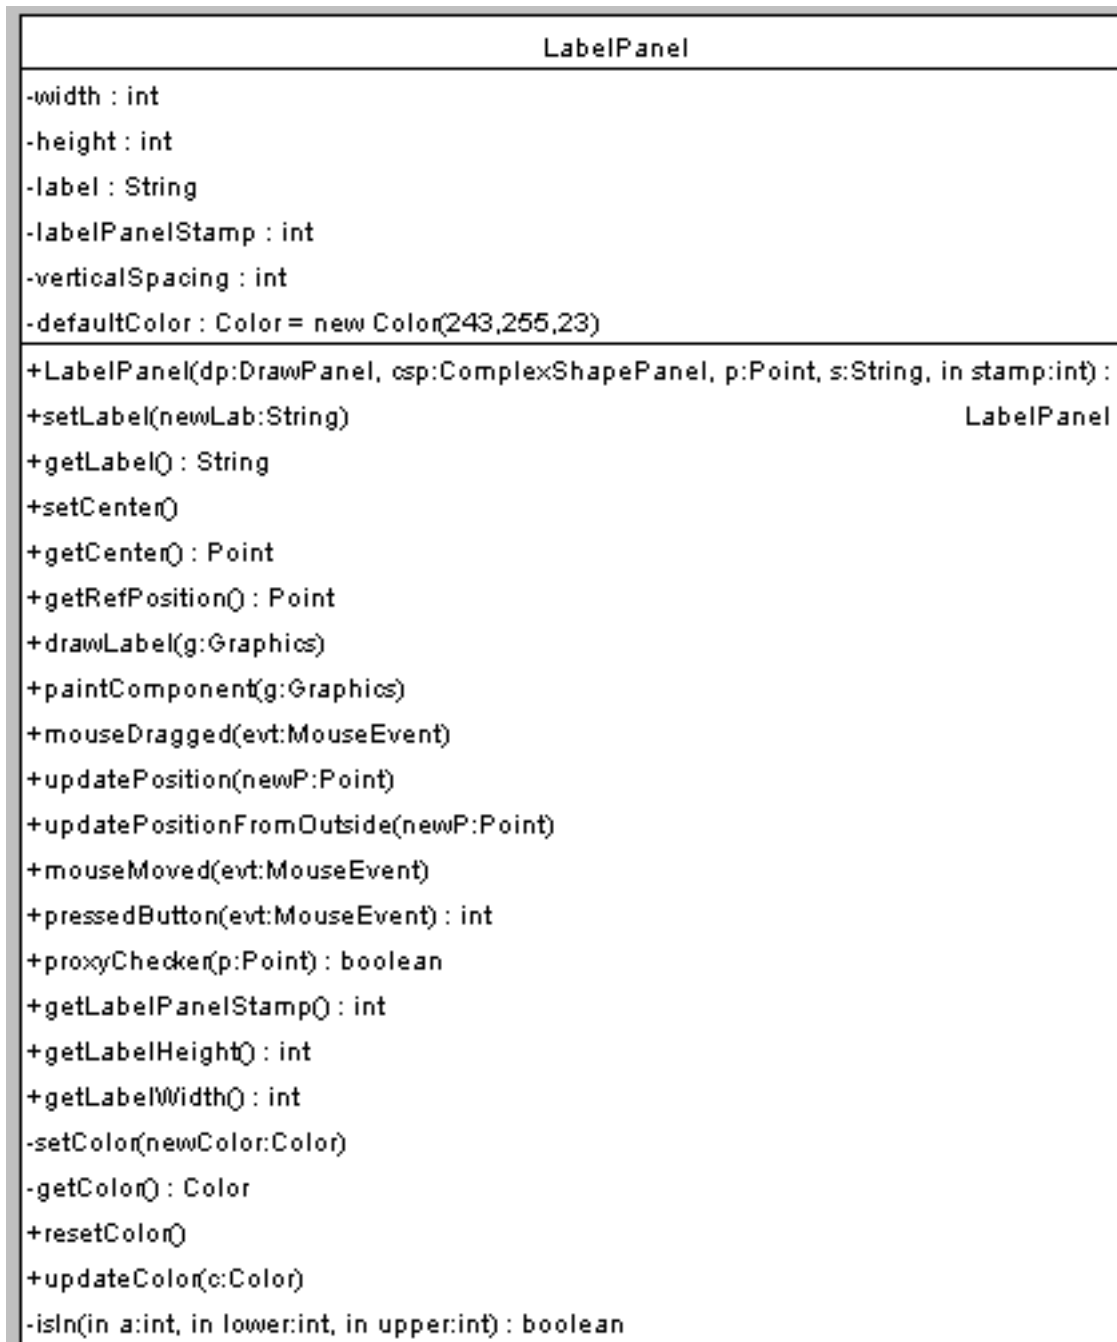 LabelPanel
-width : int
-height : int
-label : String
-labelPanelStamp : int
-verticalSpacing : int
-defaultColor : Color = new Color(243,255,23)
+LabelPanel(dp:DrawPanel, csp:ComplexShapePanel, p:Point, s:String, in stamp:int) :
+setLabel(newLab:String) LabelPanel
+getLabel() : String
+setCenter()
+getCenter() : Point
+getRefPosition() : Point
+drawLabel(g:Graphics)
+paintComponent(g:Graphics)
+mouseDragged(evt:MouseEvent)
+updatePosition(newP:Point)
+updatePositionFromOutside(newP:Point)
+mouseMoved(evt:MouseEvent)
+pressedButton(evt:MouseEvent) : int
+proxyChecker(p:Point) : boolean
+getLabelPanelStamp() : int
+getLabelHeight() : int
+getLabelWidth() : int
-setColor(newColor:Color)
-getColor() : Color
+resetColor()
+updateColor(c:Color)
-isIn(in a:int, in lower:int, in upper:int) : boolean